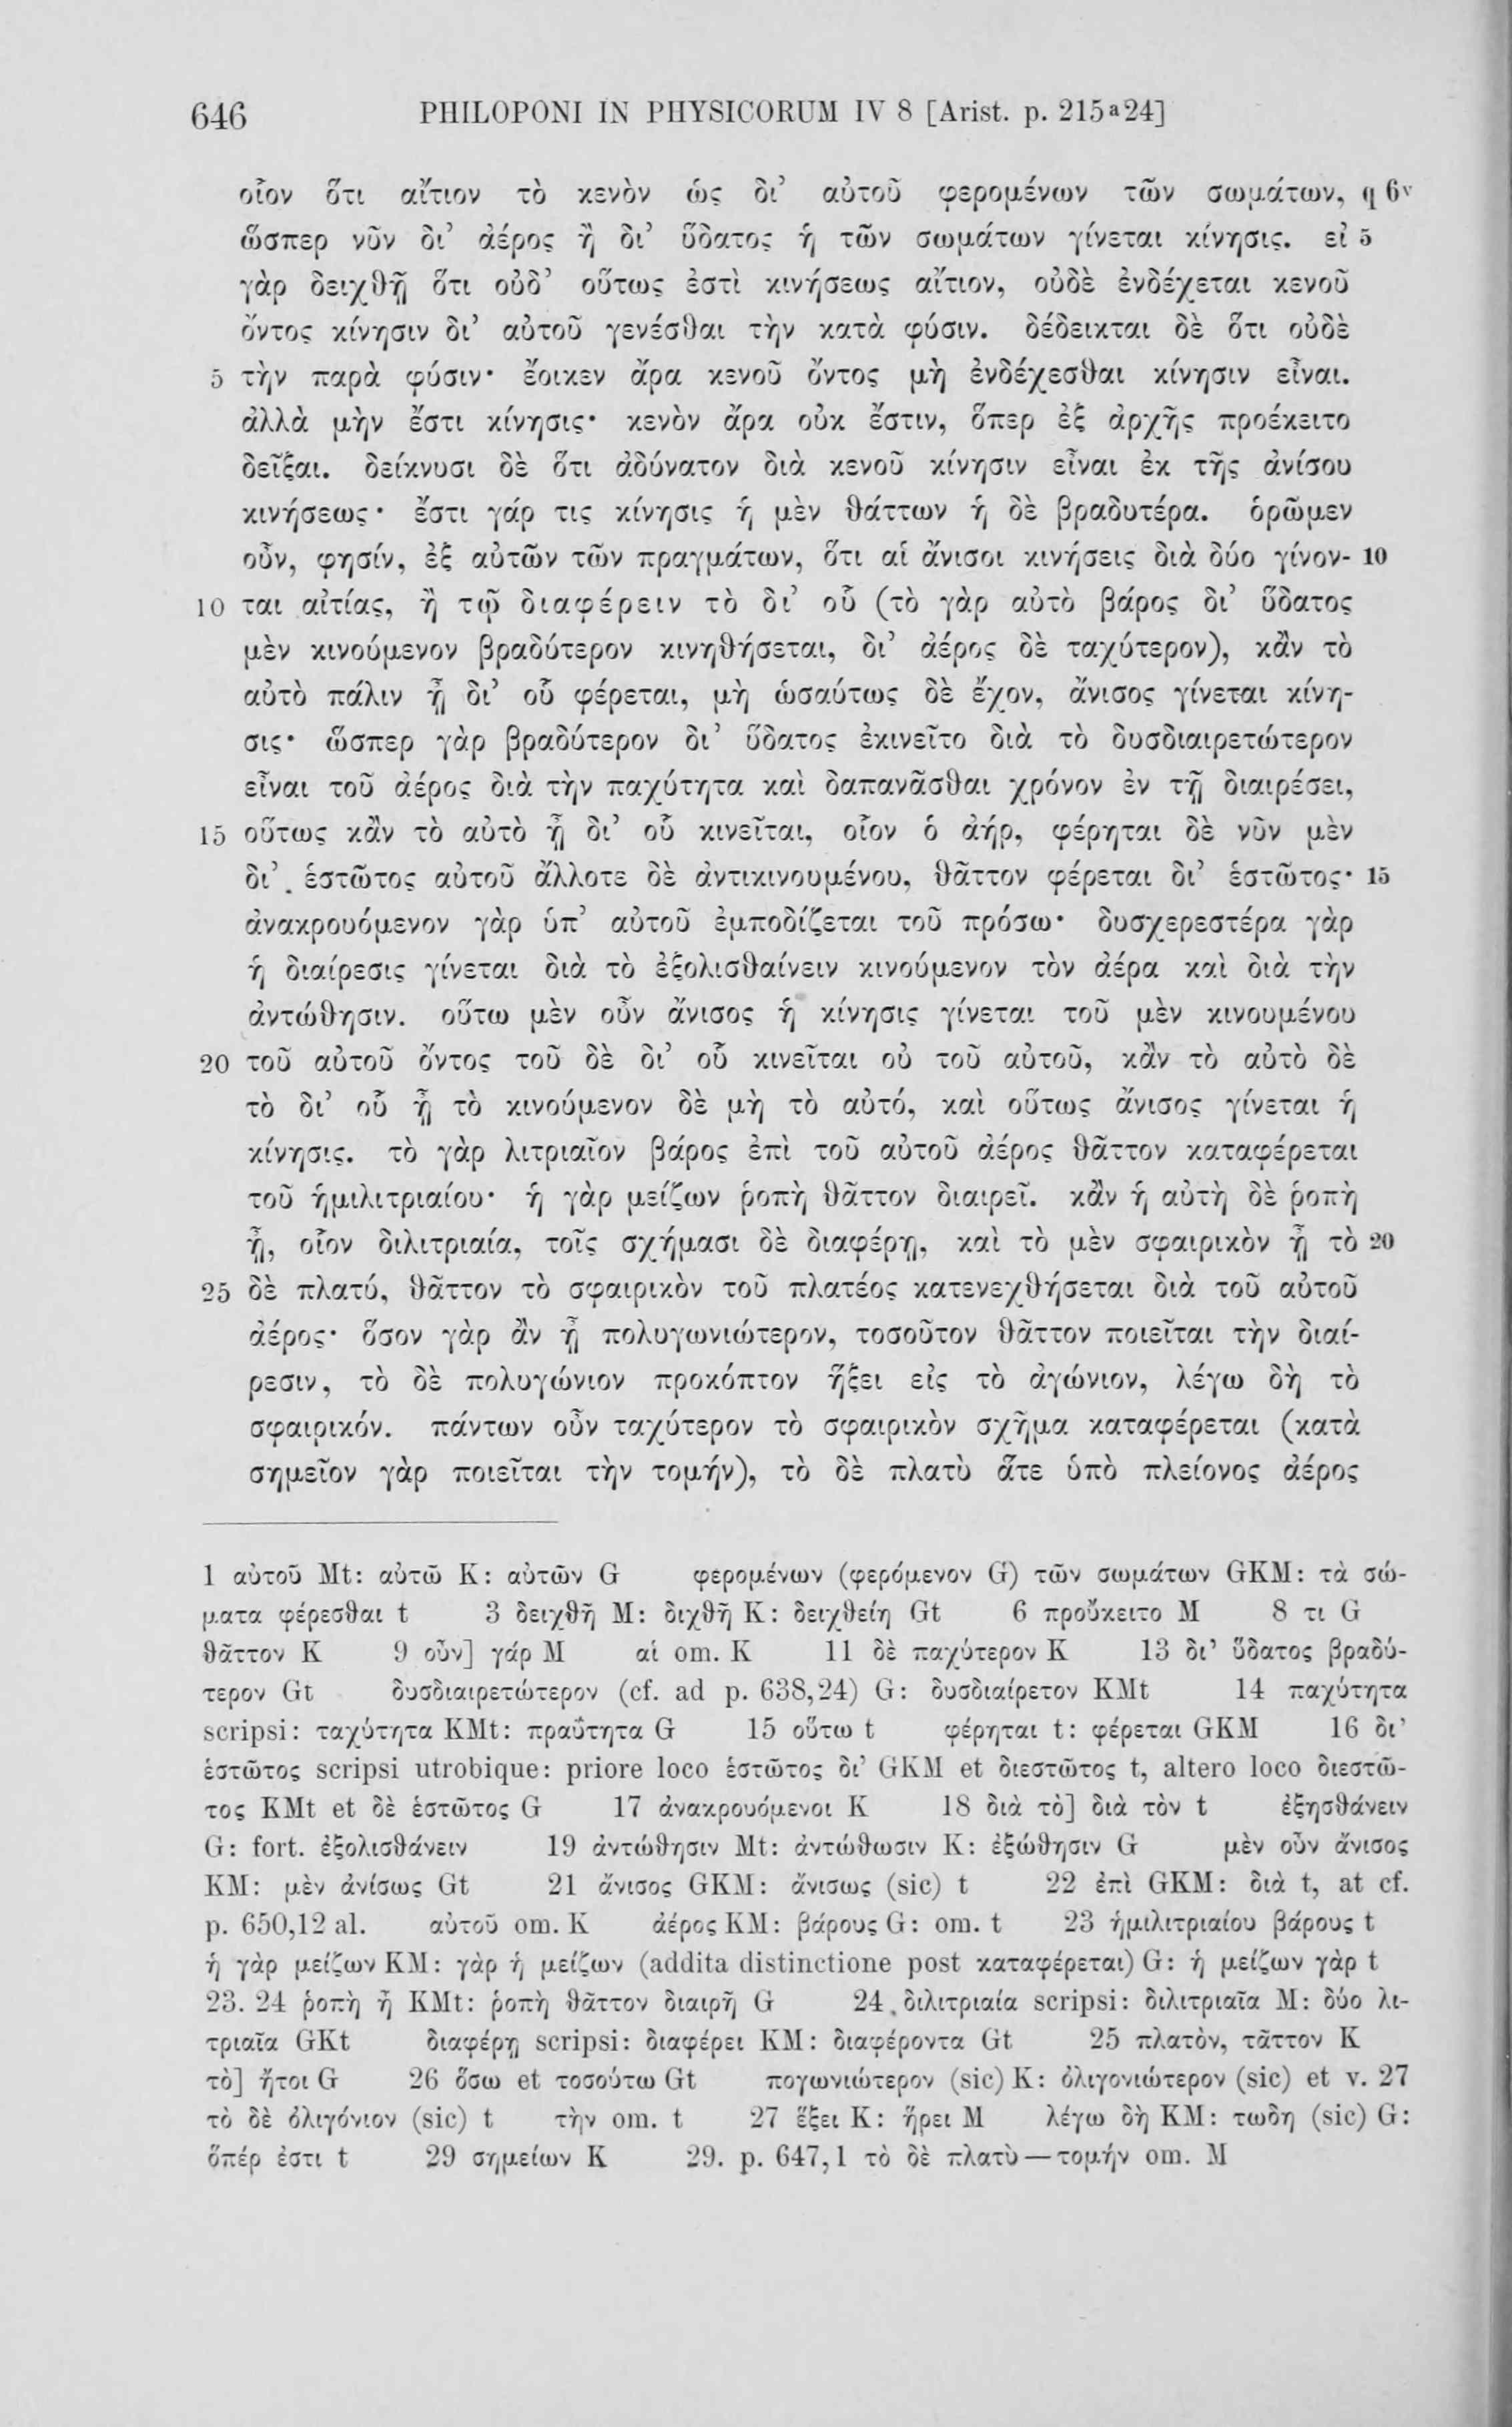 646 PHILOPONI IN PHYSICORUM IV 8 [Arist. p. 215ª24]
οἷον ὅτι αἴτιον τὸ κενὸν ὡς δι’ αὐτοῦ φερομένων τῶν σωμάτων, q 6v
ὥσπερ νῦν δι’ ἀέρος ἢ δι’ ὕδατος ἡ τῶν σωμάτων γίνεται κίνησις. εἰ 5
γὰρ δειχθῇ ὅτι οὐδ’ οὕτως ἐστὶ κινήσεως αἴτιον, οὐδὲ ἐνδέχεται κενοῦ
ὄντος κίνησιν δι’ αὐτοῦ γενέσθαι τὴν κατὰ φύσιν. δέδεικται δὲ ὅτι οὐδὲ
5 τὴν παρὰ φύσιν· ἔοικεν ἄρα κενοῦ ὄντος μὴ ἐνδέχεσθαι κίνησιν εἶναι.
ἀλλὰ μὴν ἔστι κίνησις· κενὸν ἄρα οὐκ ἔστιν, ὅπερ ἐξ ἀρχῆς προέκειτο
δεῖξαι. δείκνυσι δὲ ὅτι ἀδύνατον διὰ κενοῦ κίνησιν εἶναι ἐκ τῆς ἀνίσου
κινήσεως· ἔστι γάρ τις κίνησις ἡ μὲν θάττων ἡ δὲ βραδυτέρα. ὁρῶμεν
οὖν, φησίν, ἐξ αὐτῶν τῶν πραγμάτων, ὅτι αἱ ἄνισοι κινήσεις διὰ δύο γίνον- 10
10 ται αἰτίας, ἢ τῷ διαφέρειν τὸ δι’ οὗ (τὸ γὰρ αὐτὸ βάρος δι’ ὕδατος
μὲν κινούμενον βραδύτερον κινηθήσεται, δι’ ἀέρος δὲ ταχύτερον), κἂν τὸ
αὐτὸ πάλιν ᾖ δι’ οὗ φέρεται, μὴ ὡσαύτως δὲ ἔχον, ἄνισος γίνεται κίνη-
σις· ὥσπερ γὰρ βραδύτερον δι’ ὕδατος ἐκινεῖτο διὰ τὸ δυσδιαιρετώτερον
εἶναι τοῦ ἀέρος διὰ τὴν παχύτητα καὶ δαπανᾶσθαι χρόνον ἐν τῇ διαιρέσει,
15 οὕτως κἂν τὸ αὐτὸ ᾖ δι’ οὗ κινεῖται, οἷον ὁ ἀήρ, φέρηται δὲ νῦν μὲν
δι’ ἑστῶτος αὐτοῦ ἄλλοτε δὲ ἀντικινουμένου, θᾶττον φέρεται δι’ ἑστῶτος· 15
ἀνακρουόμενον γὰρ ὑπ’ αὐτοῦ ἐμποδίζεται τοῦ πρόσω· δυσχερεστέρα γὰρ
ἡ διαίρεσις γίνεται διὰ τὸ ἐξολισθαίνειν κινούμενον τὸν ἀέρα καὶ διὰ τὴν
ἀντώθησιν. οὕτω μὲν οὖν ἄνισος ἡ κίνησις γίνεται τοῦ μὲν κινουμένου
20 τοῦ αὐτοῦ ὄντος τοῦ δὲ δι’ οὗ κινεῖται οὐ τοῦ αὐτοῦ, κἂν τὸ αὐτὸ δὲ
τὸ δι’ οὗ ᾖ τὸ κινούμενον δὲ μὴ τὸ αὐτό, καὶ οὕτως ἄνισος γίνεται ἡ
κίνησις. τὸ γὰρ λιτριαῖον βάρος ἐπὶ τοῦ αὐτοῦ ἀέρος θᾶττον καταφέρεται
τοῦ ἡμιλιτριαίου· ἡ γὰρ μείζων ῥοπὴ θᾶττον διαιρεῖ. κἂν ἡ αὐτὴ δὲ ῥοπὴ
ᾖ, οἷον διλιτριαία, τοῖς σχήμασι δὲ διαφέρῃ, καὶ τὸ μὲν σφαιρικὸν ᾖ τὸ 20
25 δὲ πλατύ, θᾶττον τὸ σφαιρικὸν τοῦ πλατέος κατενεχθήσεται διὰ τοῦ αὐτοῦ
ἀέρος· ὅσον γὰρ ἂν ᾖ πολυγωνιώτερον, τοσοῦτον θᾶττον ποιεῖται τὴν διαί-
ρεσιν, τὸ δὲ πολυγώνιον προκόπτον ἥξει εἰς τὸ ἀγώνιον, λέγω δὴ τὸ
σφαιρικόν. πάντων οὖν ταχύτερον τὸ σφαιρικὸν σχῆμα καταφέρεται (κατὰ
σημεῖον γὰρ ποιεῖται τὴν τομήν), τὸ δὲ πλατὺ ἅτε ὑπὸ πλείονος ἀέρος
1 αὐτοῦ Mt: αὐτῶ K: αὐτῶν G φερομένων (φερόμενον G) τῶν σωμάτων GKM: τὰ σώ-
ματα φέρεσθαι t 3 δειχθῆ M: διχθῆ K: δειχθείη Gt 6 προὔκειτο M 8 τι G
θᾶττον K 9 οὖν] γάρ M αἱ om. K 11 δὲ παχύτερον K 13 δι’ ὕδατος βραδύ-
τερον Gt δυσδιαιρετώτερον (cf. ad p. 638,24) G: δυσδιαίρετον KMt 14 παχύτητα
scripsi: ταχύτητα KMt: πραΰτητα G 15 οὕτω t φέρηται t: φέρεται GKM 16 δι’
ἑστῶτος scripsi utrobique: priore loco ἑστῶτος δι’ GKM et διεστῶτος t, altero loco διεστῶ-
τος KMt et δὲ ἑστῶτος G 17 ἀνακρουόμενοι K 18 διὰ τὸ] διὰ τὸν t ἐξησθάνειν
G: fort. ἐξολισθάνειν 19 ἀντώθησιν Mt: ἀντώθωσιν K: ἐξώθησιν G μὲν οὖν ἄνισος
KM: μὲν ἀνίσως Gt 21 ἄνισος GKM: ἄνισως (sic) t 22 ἐπὶ GKM: διὰ t, at cf.
p. 650,12 al. αὐτοῦ om. K ἀέρος KM: βάρους G: om. t 23 ἡμιλιτριαίου βάρους t
ἡ γὰρ μείζων KM: γὰρ ἡ μείζων (addita distinctione post καταφέρεται) G: ἡ μείζων γὰρ t
23. 24 ῥοπὴ ἦ KMt: ῥοπὴ θᾶττον διαιρῆ G 24 διλιτριαία scripsi: διλιτριαῖα M: δύο λι-
τριαῖα GKt διαφέρῃ scripsi: διαφέρει KM: διαφέροντα Gt 25 πλατὸν, τᾶττον K
τὸ] ἤτοι G 26 ὅσω et τοσούτω Gt πογωνιώτερον (sic) K: ὀλιγονιώτερον (sic) et v. 27
τὸ δὲ ὀλιγόνιον (sic) t τὴν om. t 27 ἕξει K: ἥρει M λέγω δὴ KM: τωδη (sic) G:
ὅπέρ ἐστι t 29 σημείων K 29. p. 647,1 τὸ δὲ πλατὺ — τομήν om. M